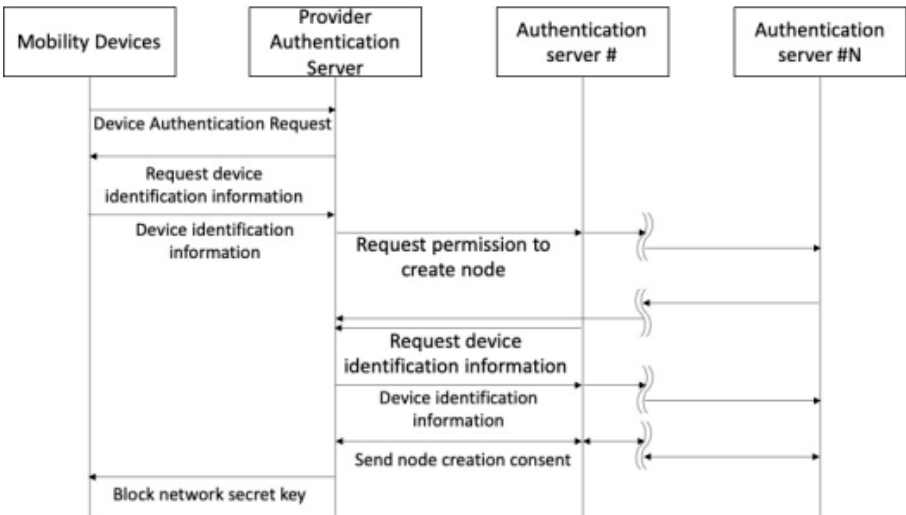 Mobility Devices
Provider
Authentication
Server
Authentication
server #
Authentication
server #N
Device Authentication Request
Request device
identification information
Device identification
information
Request permission to
create node
Request device
identification information
Device identification
information
Send node creation consent
Block network secret key